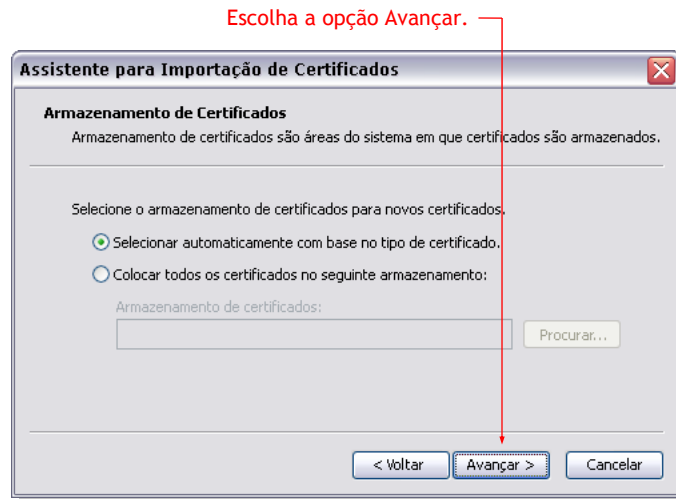 Escolha a opção Avançar.
Assistente para Importação de Certificados
Armazenamento de Certificados
Armazenamento de certificados são áreas do sistema em que certificados são armazenados.
Selecione o armazenamento de certificados para novos certificados.
Selecionar automaticamente com base no tipo de certificado.
Colocar todos os certificados no seguinte armazenamento:
Armazenamento de certificados:
Procurar...
< Voltar Avançar > Cancelar